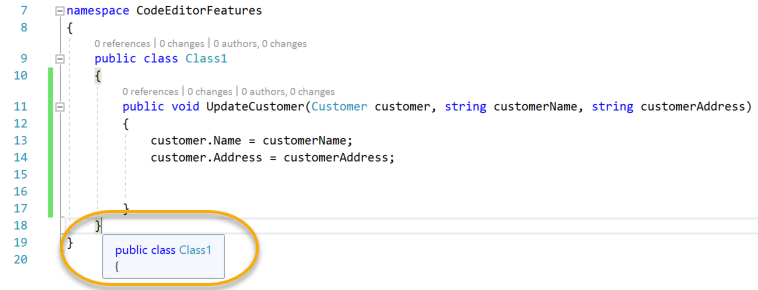 7 namespace CodeEditorFeatures
8 {
0 references | 0 changes | 0 authors, 0 changes
9 public class Class1
10 {
0 references | 0 changes | 0 authors, 0 changes
11 public void UpdateCustomer(Customer customer, string customerName, string customerAddress)
12 {
13 customer.Name = customerName;
14 customer.Address = customerAddress;
15
16
17 }
18 }
19 }
public class Class1
{
20